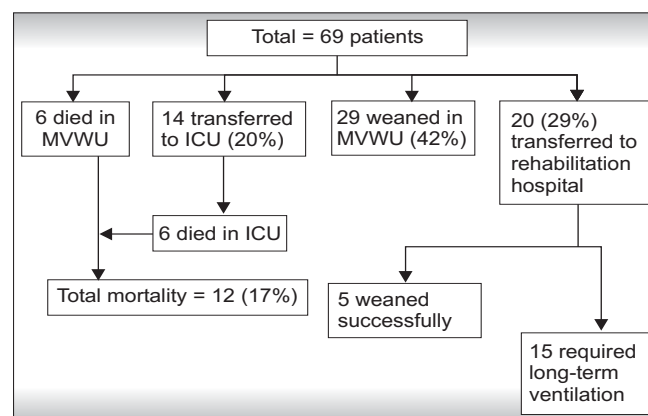 Total = 69 patients
6 died in
MVWU
14 transferred
to ICU (20%)
29 weaned in
MVWU (42%)
20 (29%)
transferred to
rehabilitation
hospital
6 died in ICU
Total mortality = 12 (17%)
5 weaned
successfully
15 required
long-term
ventilation